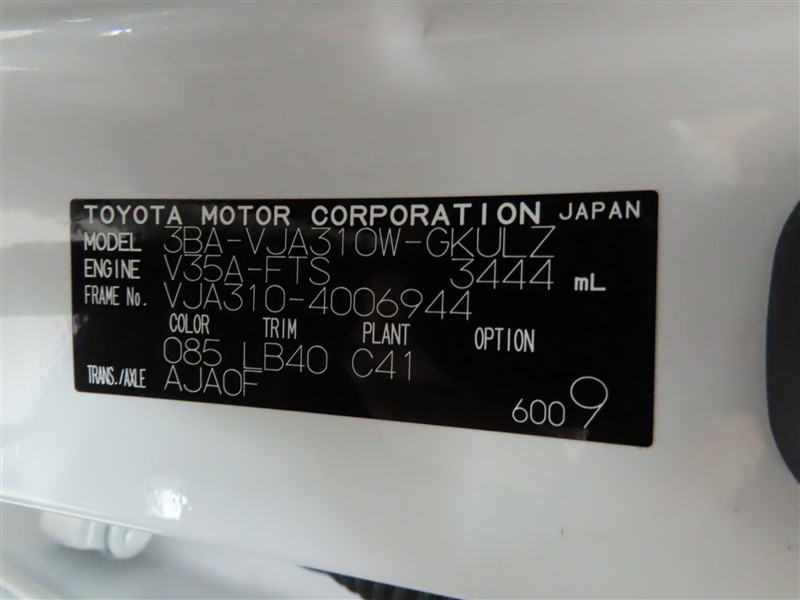 TOYOTA MOTOR CORPORATION JAPAN
MODEL 3BA-VJA310W-GKULZ
ENGINE V35A-FTS 3444 mL
FRAME No. VJA310-4006944
COLOR TRIM PLANT OPTION
085 LB40 C41
TRANS./AXLE AJA0F
6009